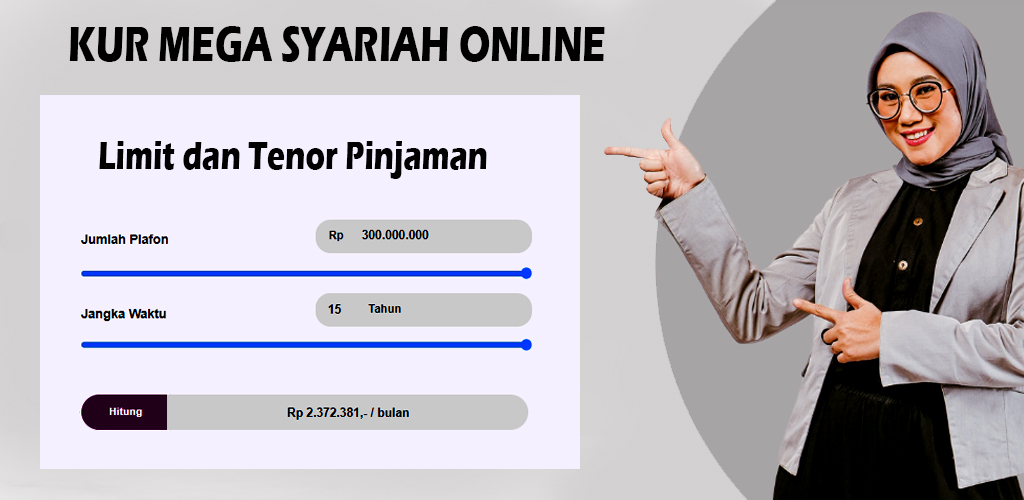 KUR MEGA SYARIAH ONLINE
Limit dan Tenor Pinjaman
Jumlah Plafon Rp 300.000.000
Jangka Waktu 15 Tahun
Hitung Rp 2.372.381,- / bulan